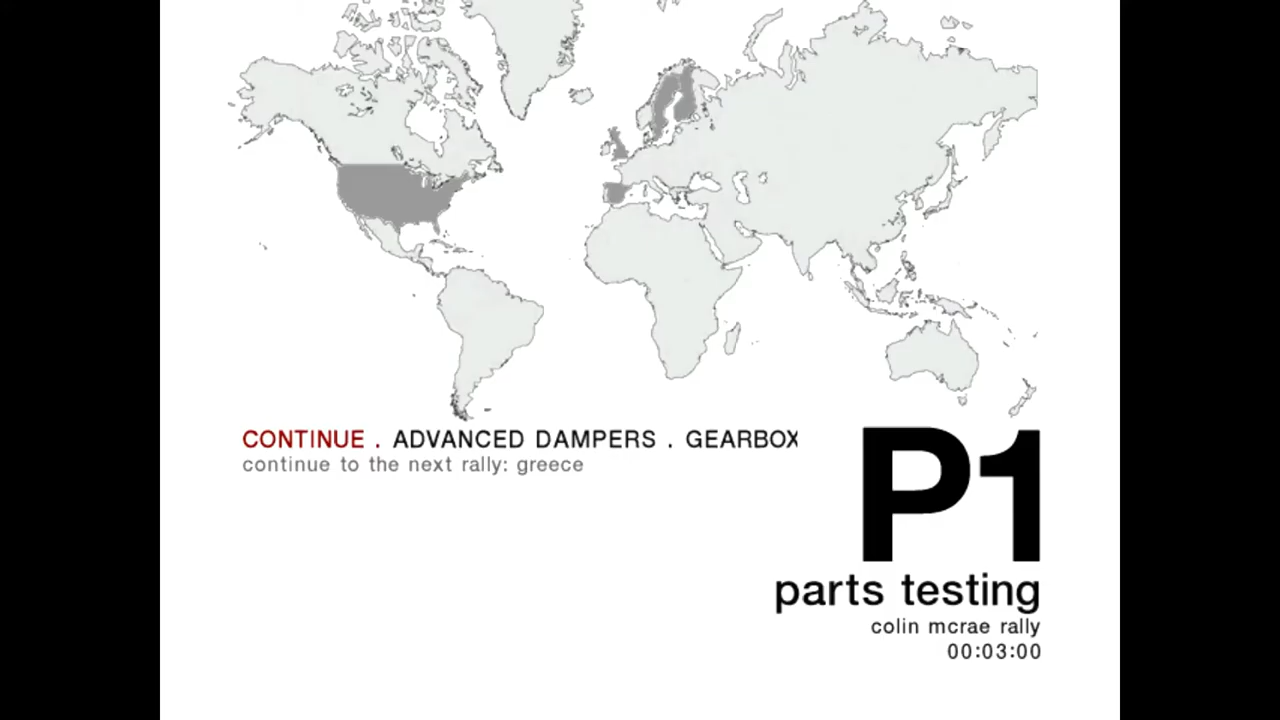 CONTINUE . ADVANCED DAMPERS . GEARBOX
continue to the next rally: greece
P1
parts testing
colin mcrae rally
00:03:00